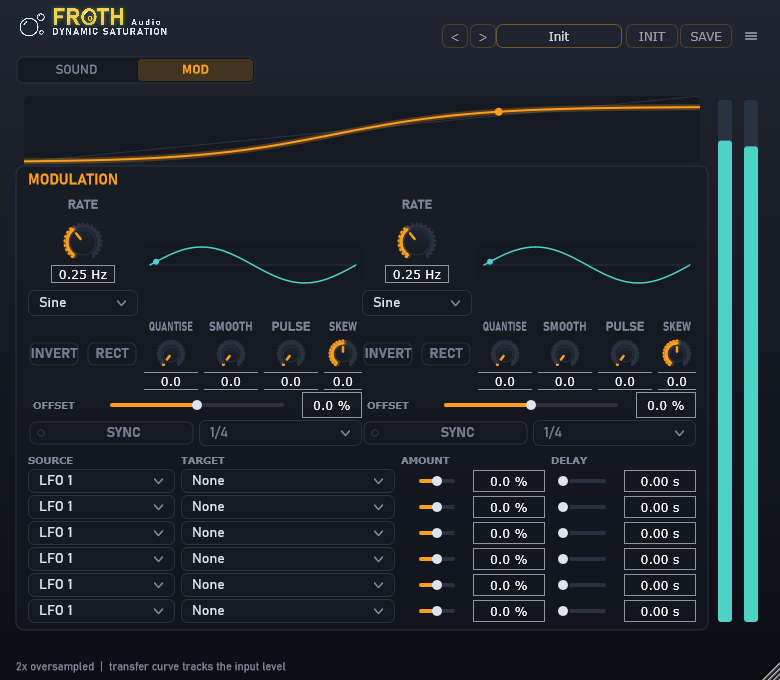 FROTH Audio
DYNAMIC SATURATION
< > Init INIT SAVE
SOUND MOD
MODULATION
RATE RATE
0.25 Hz 0.25 Hz
Sine Sine
QUANTISE SMOOTH PULSE SKEW QUANTISE SMOOTH PULSE SKEW
INVERT RECT INVERT RECT
0.0 0.0 0.0 0.0 0.0 0.0 0.0 0.0
OFFSET 0.0 % OFFSET 0.0 %
SYNC 1/4 SYNC 1/4
SOURCE TARGET AMOUNT DELAY
LFO 1 None 0.0 % 0.00 s
LFO 1 None 0.0 % 0.00 s
LFO 1 None 0.0 % 0.00 s
LFO 1 None 0.0 % 0.00 s
LFO 1 None 0.0 % 0.00 s
LFO 1 None 0.0 % 0.00 s
2x oversampled | transfer curve tracks the input level